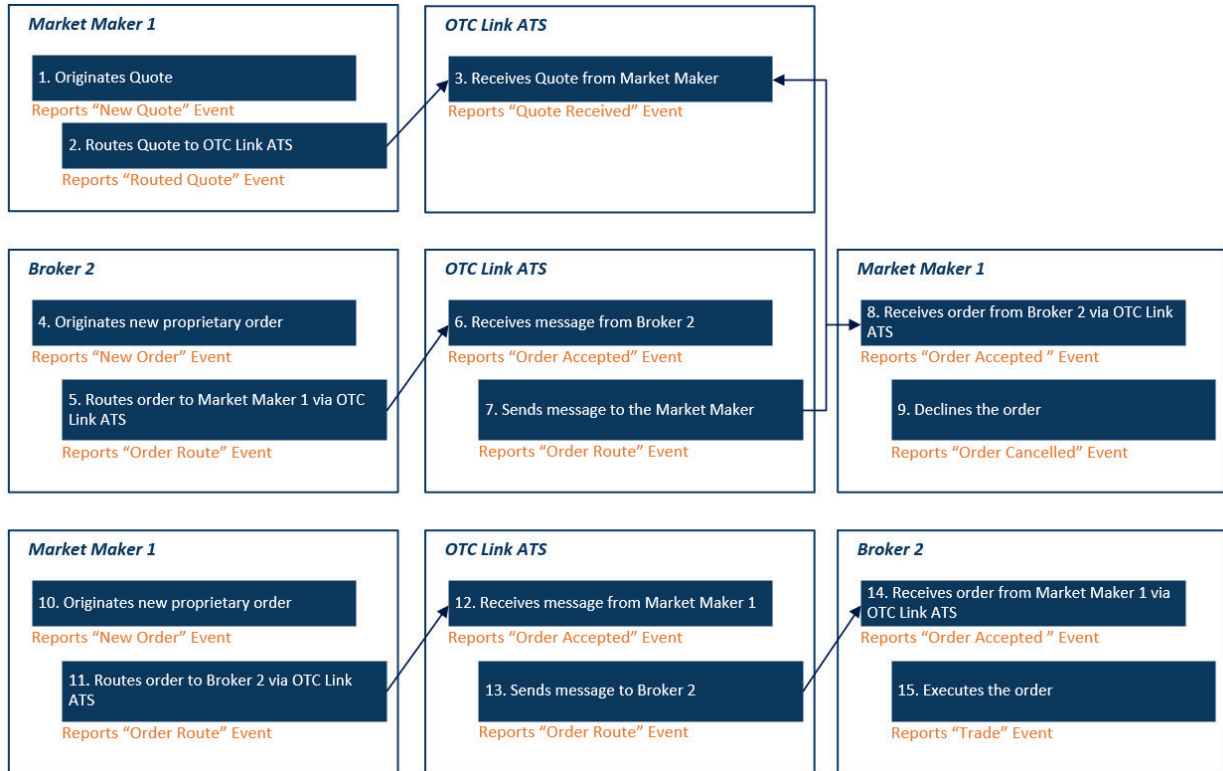 Market Maker 1
1. Originates Quote
Reports “New Quote” Event
2. Routes Quote to OTC Link ATS
Reports “Routed Quote” Event
OTC Link ATS
3. Receives Quote from Market Maker
Reports “Quote Received” Event
Broker 2
4. Originates new proprietary order
Reports “New Order” Event
5. Routes order to Market Maker 1 via OTC
Link ATS
Reports “Order Route” Event
OTC Link ATS
6. Receives message from Broker 2
Reports “Order Accepted” Event
7. Sends message to the Market Maker
Reports “Order Route” Event
Market Maker 1
8. Receives order from Broker 2 via OTC Link
ATS
Reports “Order Accepted ” Event
9. Declines the order
Reports “Order Cancelled” Event
Market Maker 1
10. Originates new proprietary order
Reports “New Order” Event
11. Routes order to Broker 2 via OTC Link
ATS
Reports “Order Route” Event
OTC Link ATS
12. Receives message from Market Maker 1
Reports “Order Accepted” Event
13. Sends message to Broker 2
Reports “Order Route” Event
Broker 2
14. Receives order from Market Maker 1 via
OTC Link ATS
Reports “Order Accepted ” Event
15. Executes the order
Reports “Trade” Event